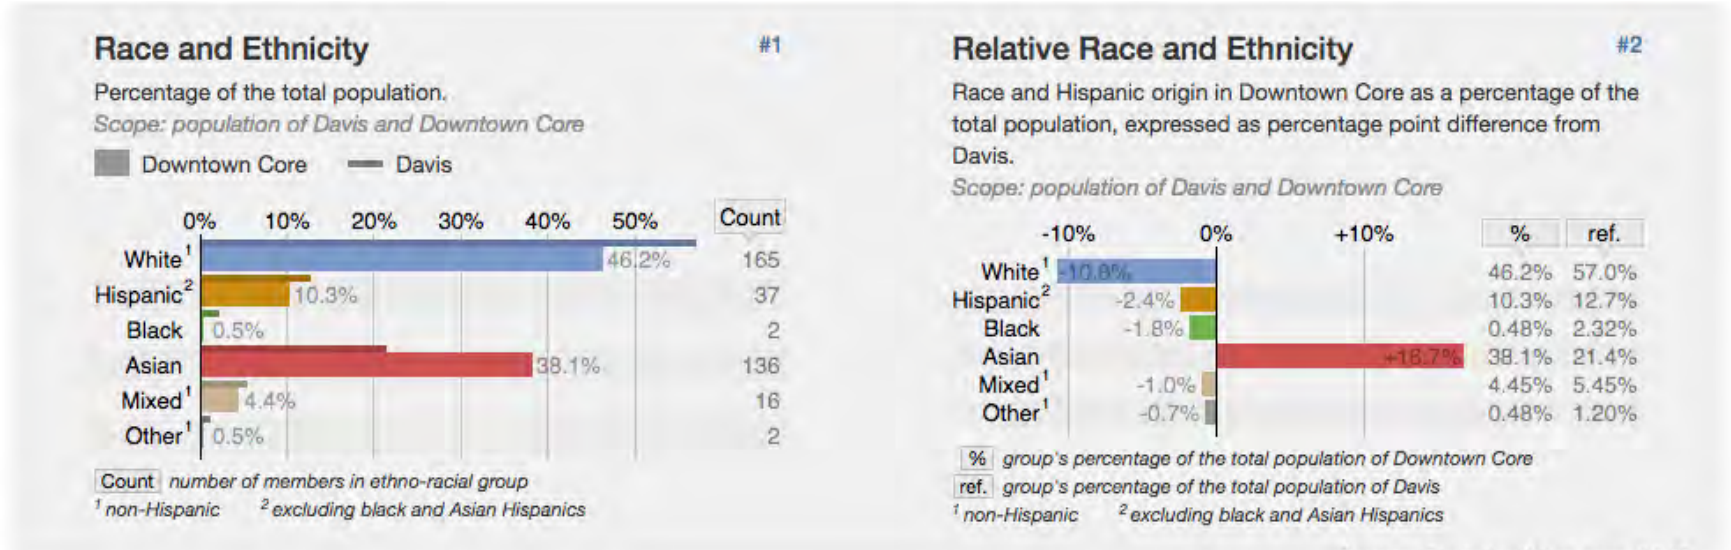 Race and Ethnicity #1
Percentage of the total population.
Scope: population of Davis and Downtown Core
Downtown Core Davis
0% 10% 20% 30% 40% 50% Count
White¹ 46.2% 165
Hispanic² 10.3% 37
Black 0.5% 2
Asian 38.1% 136
Mixed¹ 4.4% 16
Other¹ 0.5% 2
Count number of members in ethno-racial group
¹ non-Hispanic ² excluding black and Asian Hispanics
Relative Race and Ethnicity #2
Race and Hispanic origin in Downtown Core as a percentage of the
total population, expressed as percentage point difference from
Davis.
Scope: population of Davis and Downtown Core
-10% 0% +10% % ref.
White¹ -10.8% 46.2% 57.0%
Hispanic² -2.4% 10.3% 12.7%
Black -1.8% 0.48% 2.32%
Asian +16.7% 38.1% 21.4%
Mixed¹ -1.0% 4.45% 5.45%
Other¹ -0.7% 0.48% 1.20%
% group's percentage of the total population of Downtown Core
ref. group's percentage of the total population of Davis
¹ non-Hispanic ² excluding black and Asian Hispanics